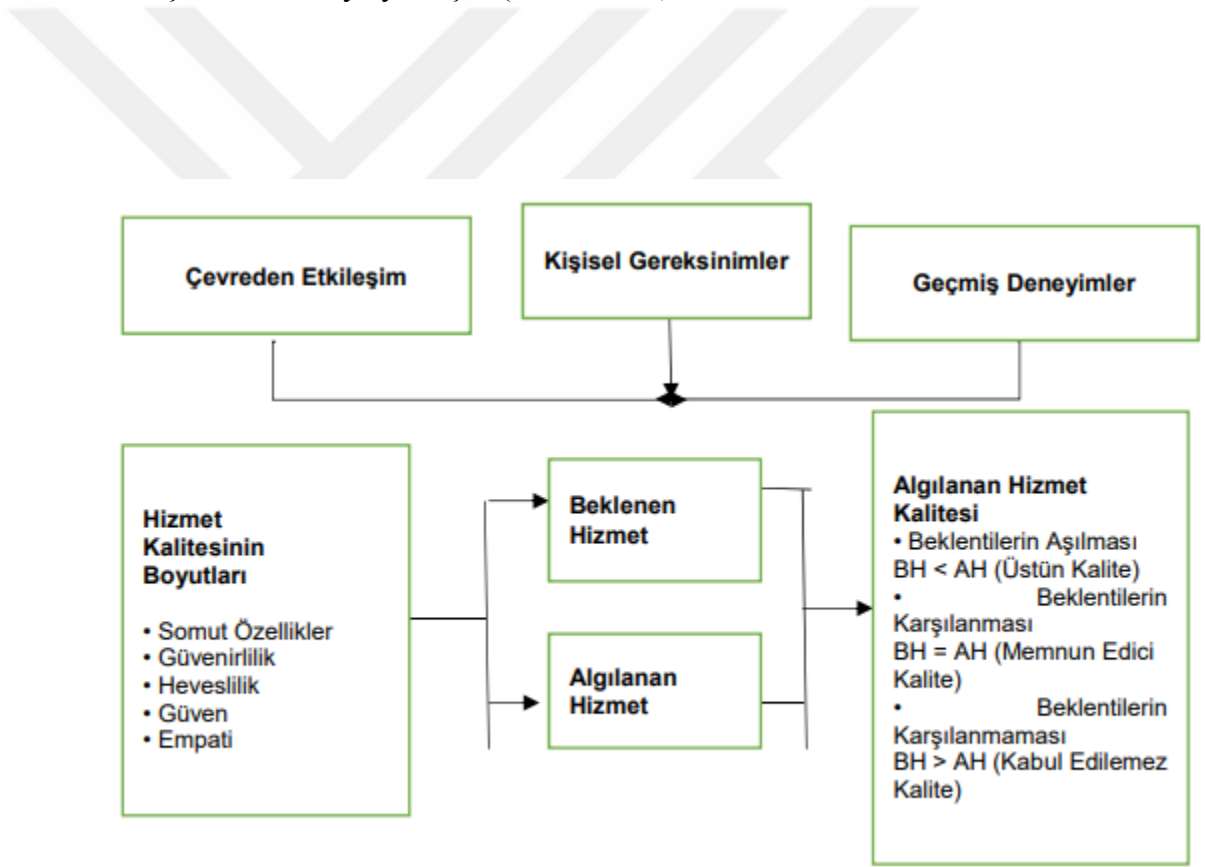 Çevreden Etkileşim
Kişisel Gereksinimler
Geçmiş Deneyimler
Hizmet
Kalitesinin
Boyutları
• Somut Özellikler
• Güvenirlilik
• Heveslilik
• Güven
• Empati
Beklenen
Hizmet
Algılanan
Hizmet
Algılanan Hizmet
Kalitesi
• Beklentilerin Aşılması
BH < AH (Üstün Kalite)
• Beklentilerin
Karşılanması
BH = AH (Memnun Edici
Kalite)
• Beklentilerin
Karşılanmaması
BH > AH (Kabul Edilemez
Kalite)